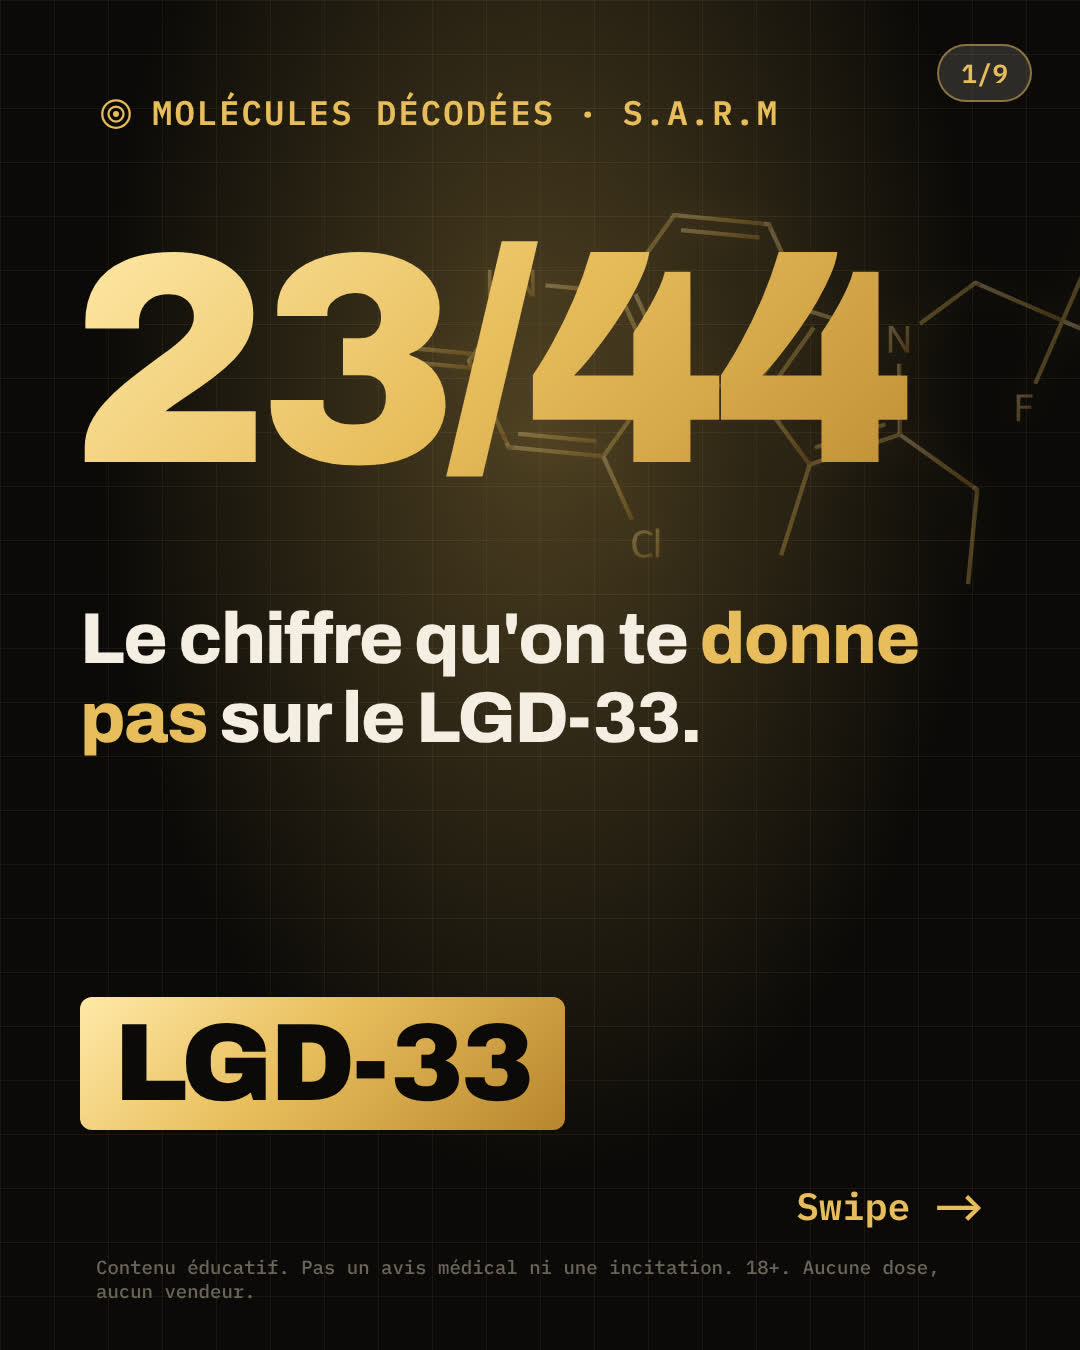 1/9
MOLÉCULES DÉCODÉES · S.A.R.M
23/44
N
N
F
Cl
Le chiffre qu'on te donne
pas sur le LGD-33.
LGD-33
Swipe →
Contenu éducatif. Pas un avis médical ni une incitation. 18+. Aucune dose,
aucun vendeur.